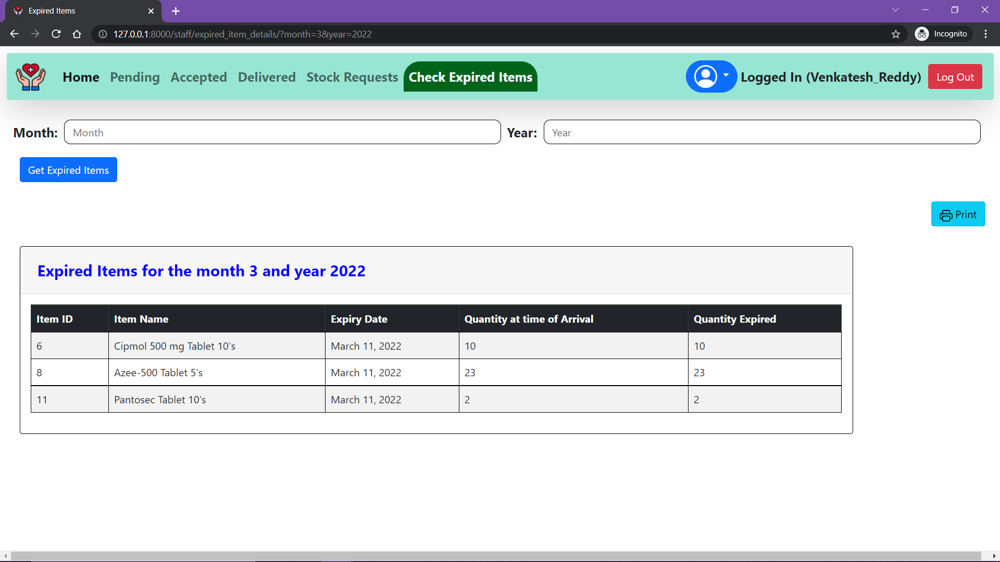 Expired Items
127.0.0.1:8000/staff/expired_item_details/?month=3&year=2022
Incognito
Home Pending Accepted Delivered Stock Requests Check Expired Items Logged In (Venkatesh_Reddy) Log Out
Month: Month Year: Year
Get Expired Items
Print
Expired Items for the month 3 and year 2022
Item ID Item Name Expiry Date Quantity at time of Arrival Quantity Expired
6 Cipmol 500 mg Tablet 10's March 11, 2022 10 10
8 Azee-500 Tablet 5's March 11, 2022 23 23
11 Pantosec Tablet 10's March 11, 2022 2 2